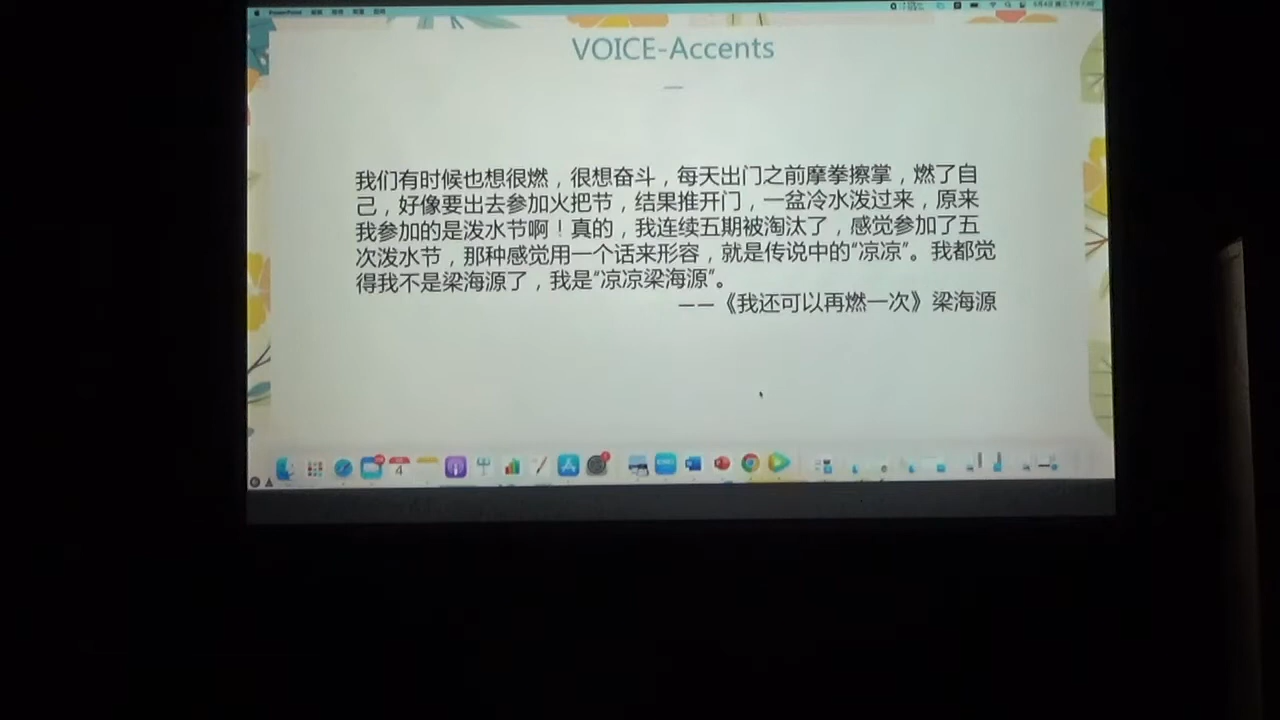 PowerPoint
VOICE-Accents
我们有时候也想很燃，很想奋斗，每天出门之前摩拳擦掌，燃了自
己，好像要出去参加火把节，结果推开门，一盆冷水泼过来，原来
我参加的是泼水节啊！真的，我连续五期被淘汰了，感觉参加了五
次泼水节，那种感觉用一个话来形容，就是传说中的“凉凉”。我都觉
得我不是梁海源了，我是“凉凉梁海源”。
——《我还可以再燃一次》梁海源
4